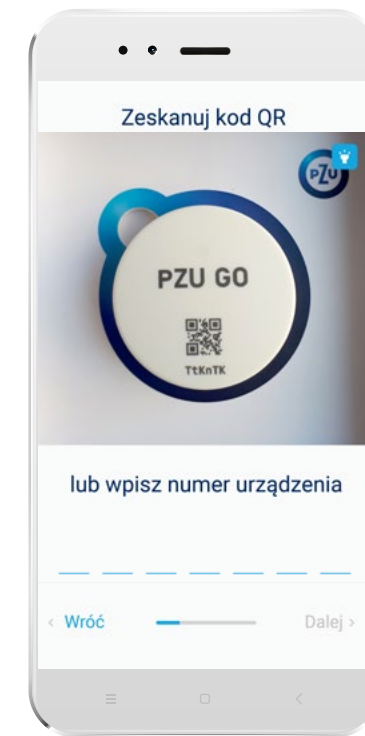 Zeskanuj kod QR
PZU
PZU GO
TtKnTK
lub wpisz numer urządzenia
‹ Wróć
Dalej ›